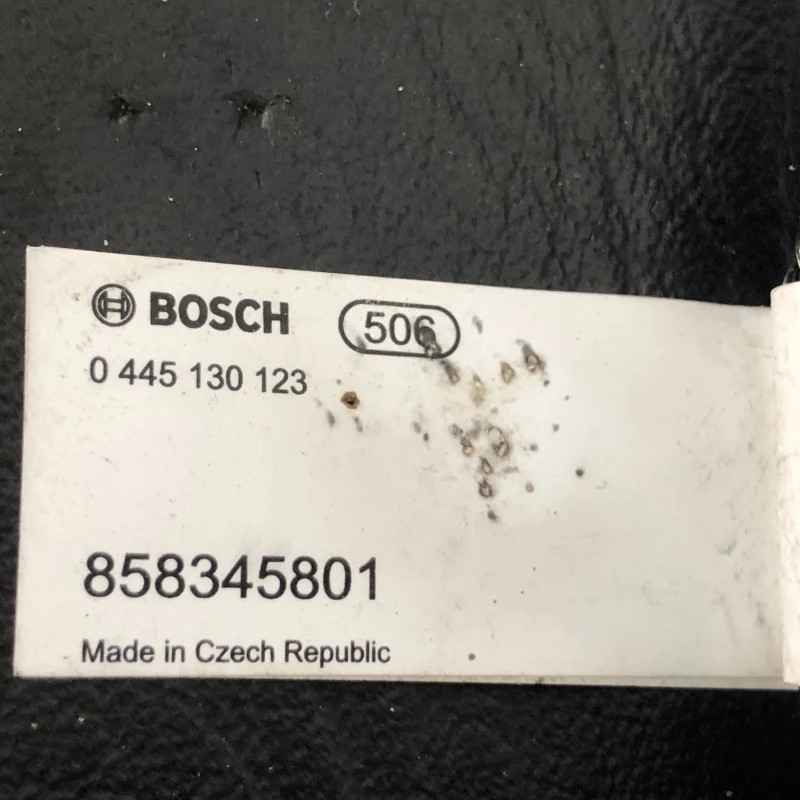 BOSCH 506
0 445 130 123
858345801
Made in Czech Republic